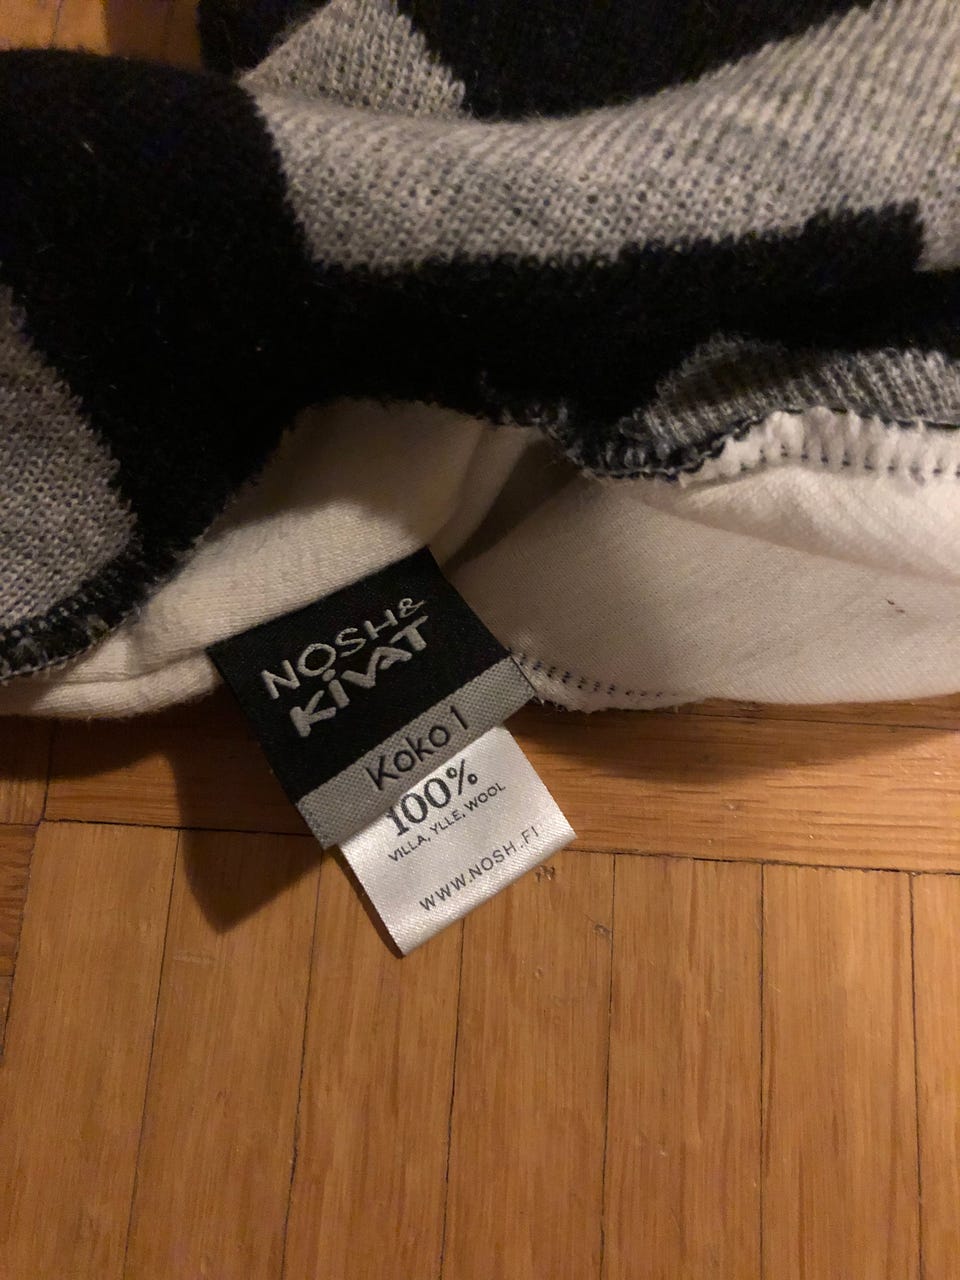 NOSH&
KiVAT
Koko 1
100%
VILLA, YLLE, WOOL
WWW.NOSH.FI